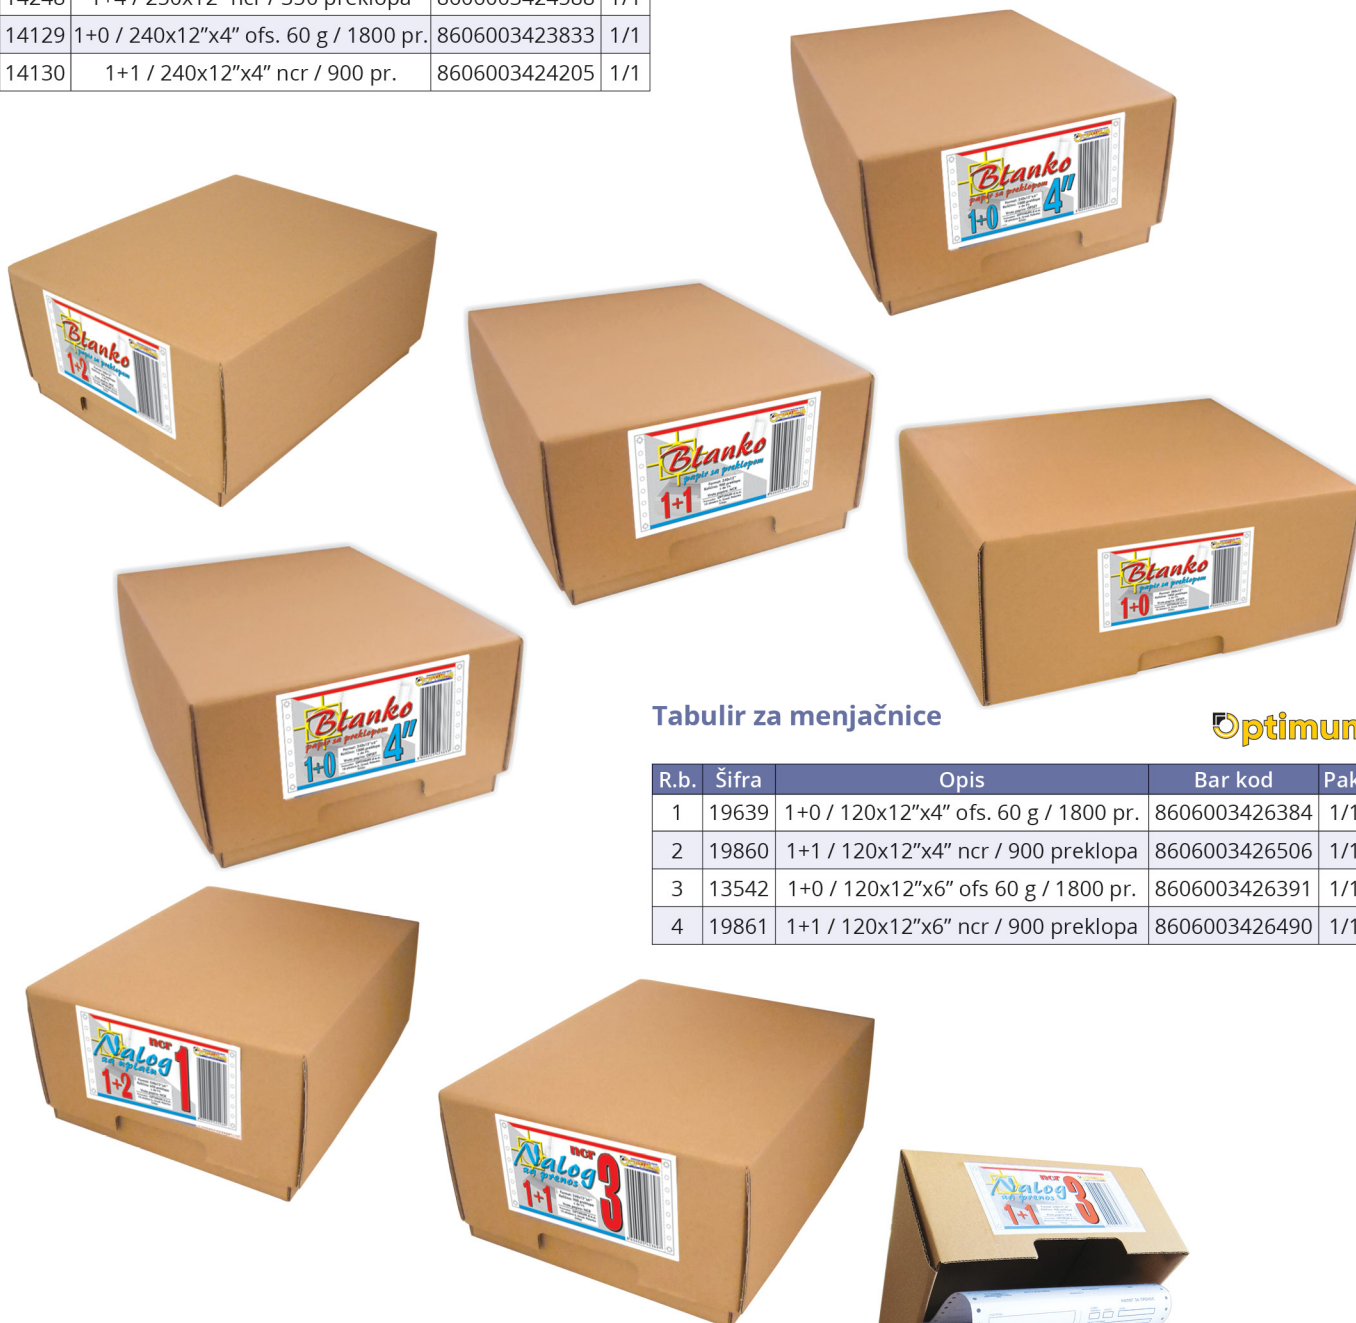 14129 1+0 / 240x12”x4” ofs. 60 g / 1800 pr. 8606003423833 1/1
14130 1+1 / 240x12”x4” ncr / 900 pr. 8606003424205 1/1
Blanko
papir sa preklopom
1+0 4"
Blanko
papir sa preklopom
1+2
Blanko
papir sa preklopom
1+1
Blanko
papir sa preklopom
1+0
Blanko
papir sa preklopom
1+0 4"
Tabulir za menjačnice
Optimum
R.b. Šifra Opis Bar kod Pak
1 19639 1+0 / 120x12”x4” ofs. 60 g / 1800 pr. 8606003426384 1/1
2 19860 1+1 / 120x12”x4” ncr / 900 preklopa 8606003426506 1/1
3 13542 1+0 / 120x12”x6” ofs 60 g / 1800 pr. 8606003426391 1/1
4 19861 1+1 / 120x12”x6” ncr / 900 preklopa 8606003426490 1/1
ncr
Nalog 1
za uplatu
1+2
ncr
Nalog 3
za prenos
1+1
ncr
Nalog 3
za prenos
1+1